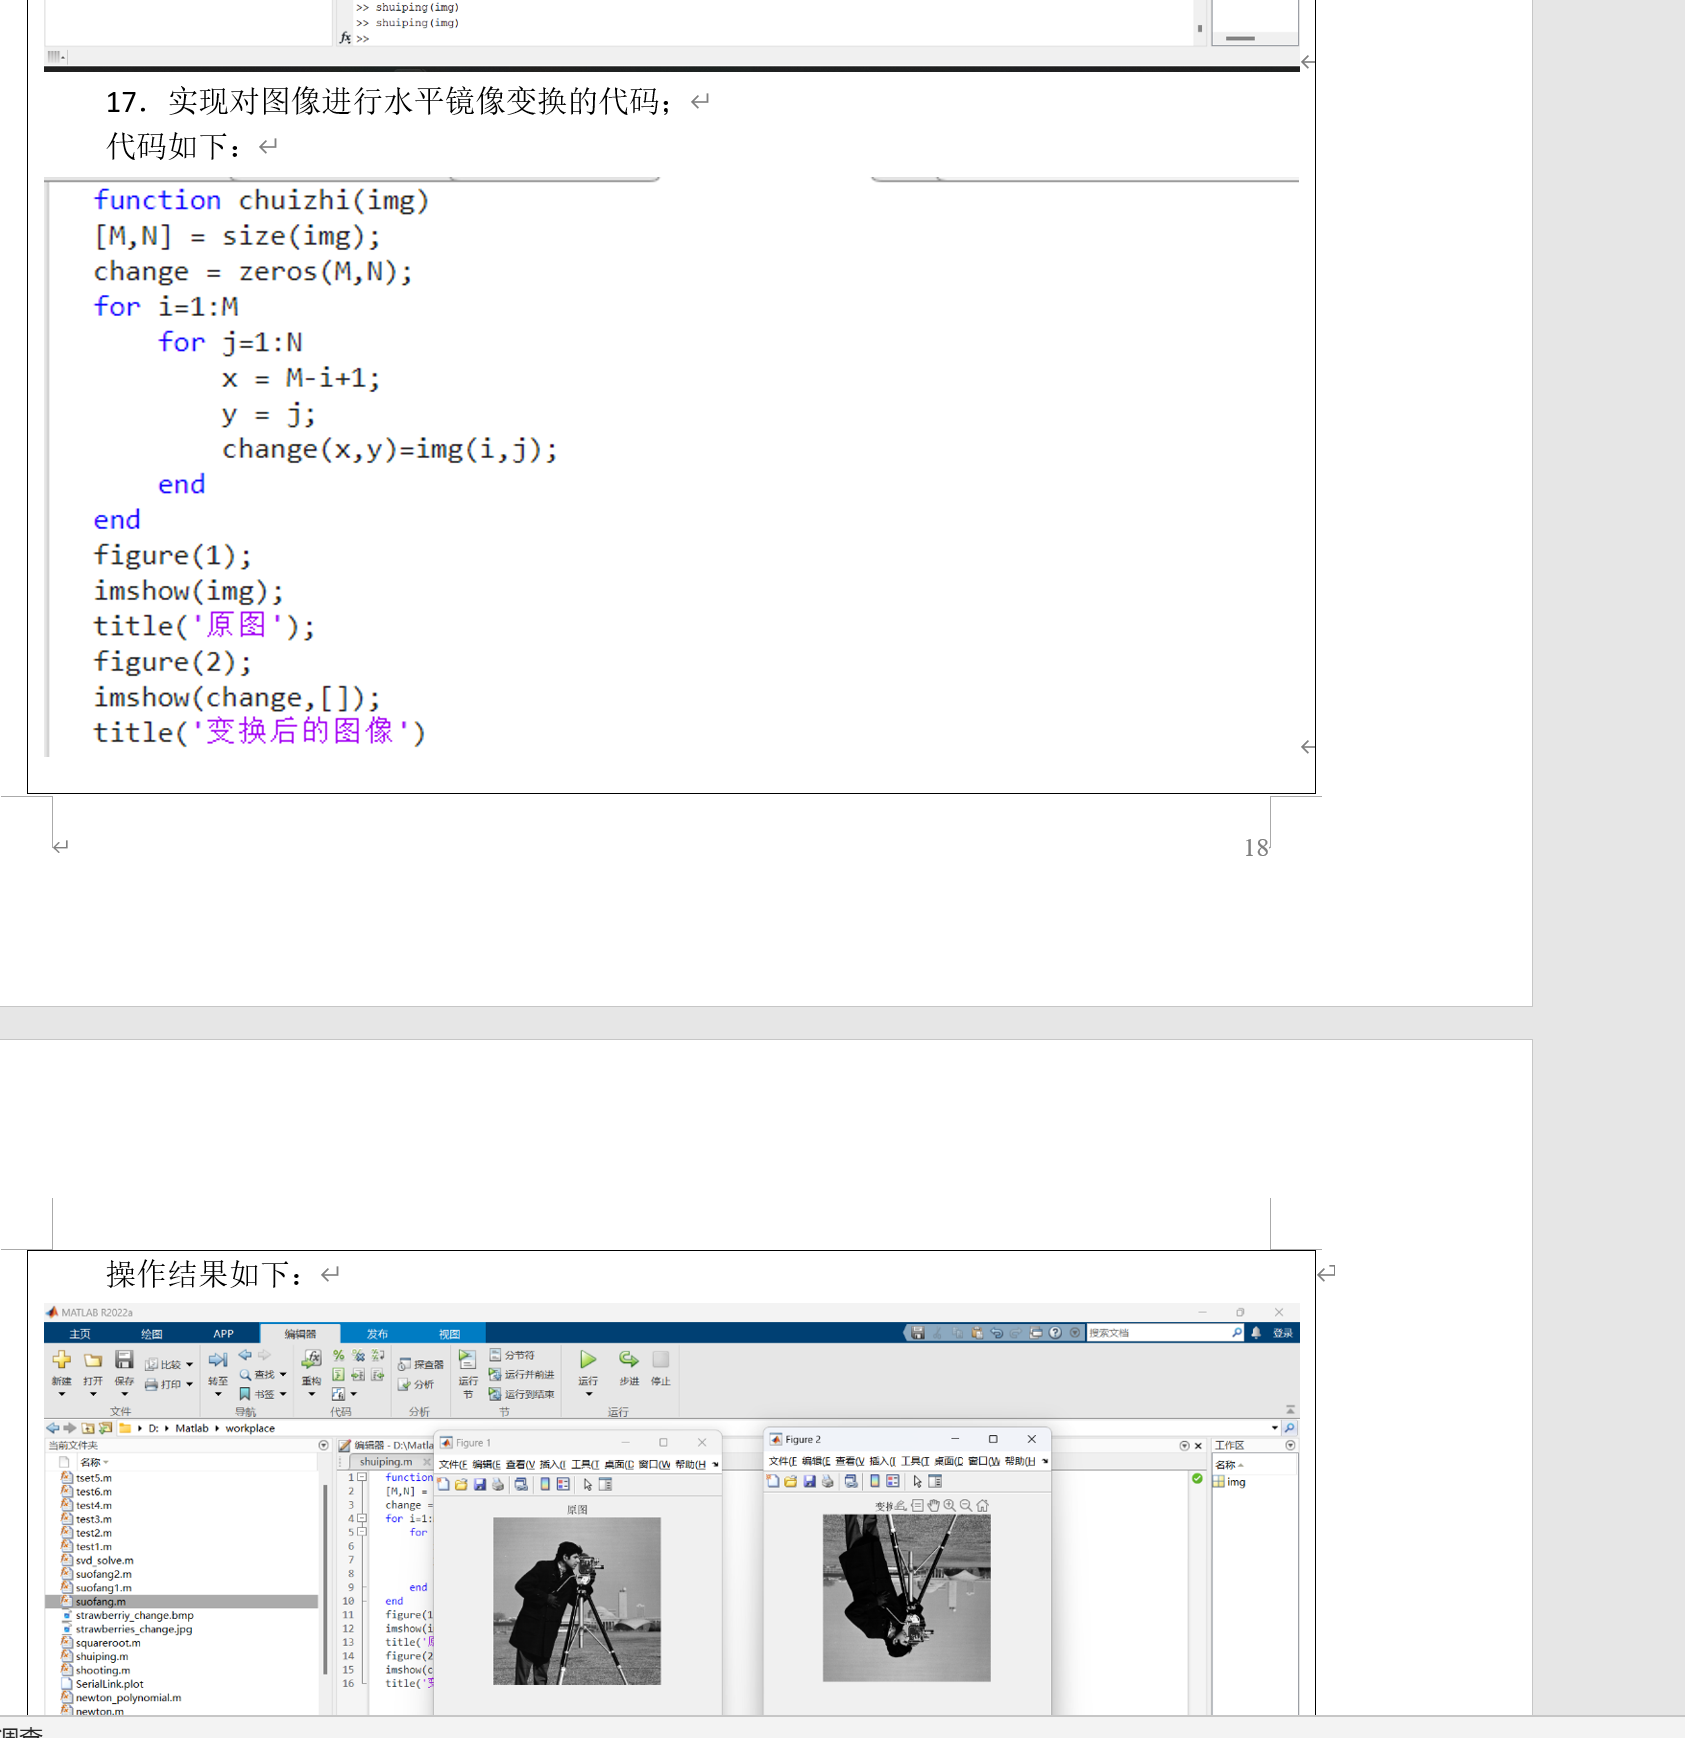 >> shuiping(img)
>> shuiping(img)
fx >>
17. 实现对图像进行水平镜像变换的代码；
代码如下：
function chuizhi(img)
[M,N] = size(img);
change = zeros(M,N);
for i=1:M
for j=1:N
x = M-i+1;
y = j;
change(x,y)=img(i,j);
end
end
figure(1);
imshow(img);
title('原图');
figure(2);
imshow(change,[]);
title('变换后的图像')
18
操作结果如下：
MATLAB R2022a
主页 绘图 APP 编辑器 发布 视图 搜索文档 登录
新建 打开 保存 比较 打印 转至 查找 书签 重构 探查器 分析 运行节 分节符 运行并前进 运行到结束 运行 步进 停止
文件 导航 代码 分析 节 运行
D: Matlab workplace
当前文件夹 编辑器 - D:\Matla 工作区
名称 shuiping.m 名称
img
tset5.m
test6.m
test4.m
test3.m
test2.m
test1.m
svd_solve.m
suofang2.m
suofang1.m
suofang.m
strawberriy_change.bmp
strawberries_change.jpg
squareroot.m
shuiping.m
shooting.m
SerialLink.plot
newton_polynomial.m
newton.m
1 function
2 [M,N] =
3 change =
4 for i=1:
5 for
6
7
8
9 end
10 end
11 figure(1
12 imshow(i
13 title('
14 figure(2
15 imshow(c
16 title('
Figure 1
文件(F 编辑(E 查看(V 插入(I 工具(T 桌面(D 窗口(W 帮助(H
原图
Figure 2
文件(F 编辑(E 查看(V 插入(I 工具(T 桌面(D 窗口(W 帮助(H
变换